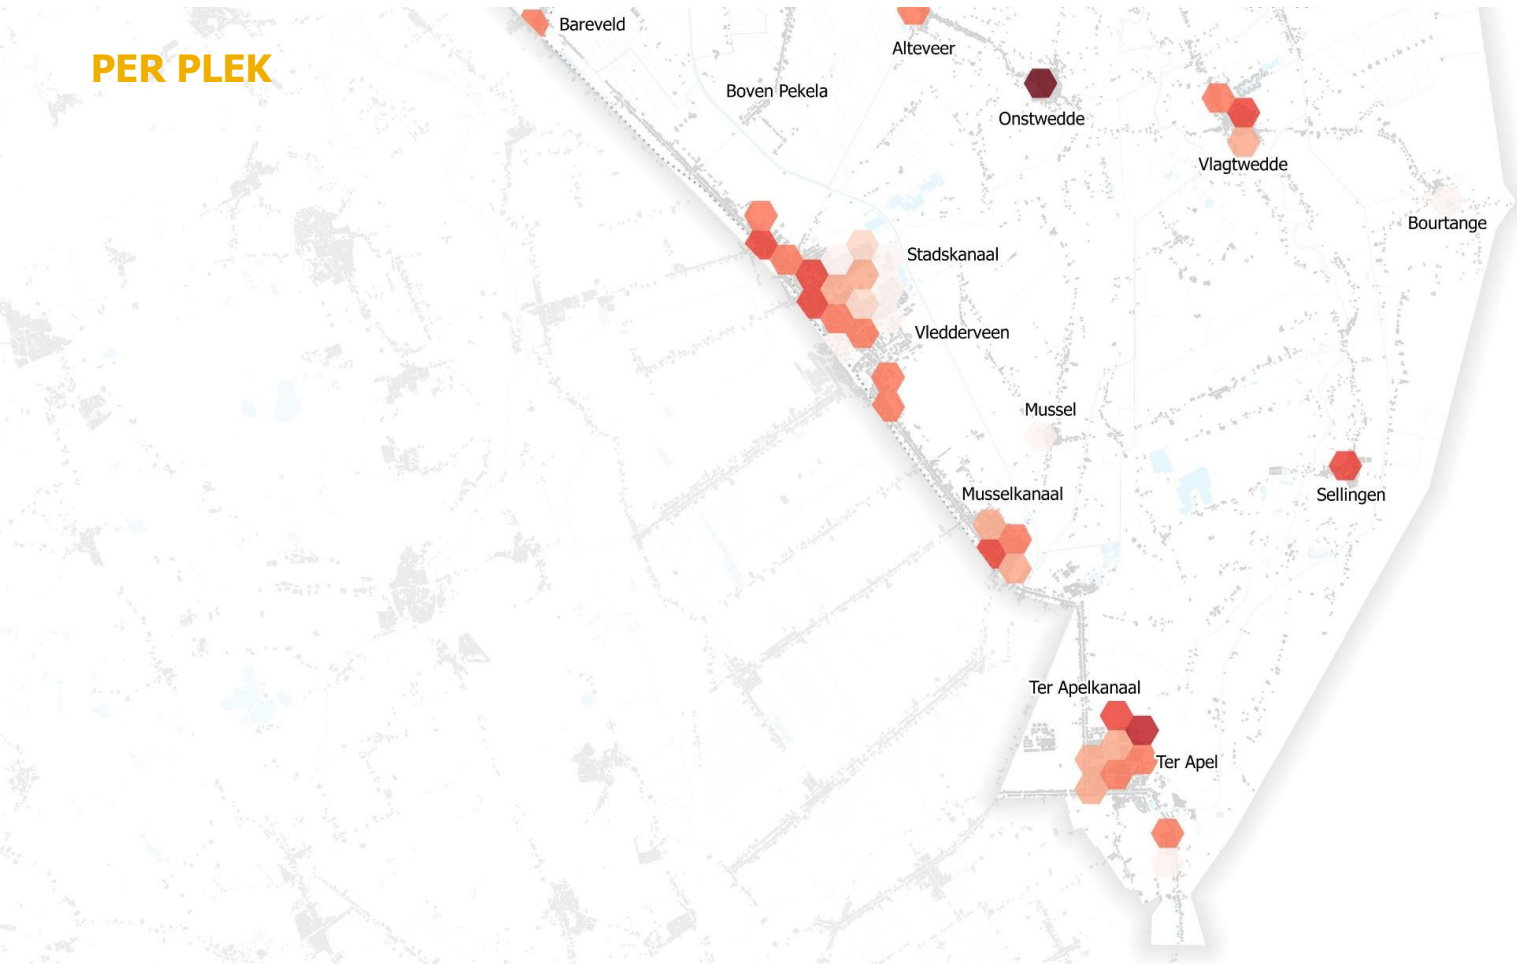 Bareveld
Alteveer
PER PLEK
Boven Pekela
Onstwedde
Vlagtwedde
Bourtange
Stadskanaal
Vledderveen
Mussel
Musselkanaal
Sellingen
Ter Apelkanaal
Ter Apel